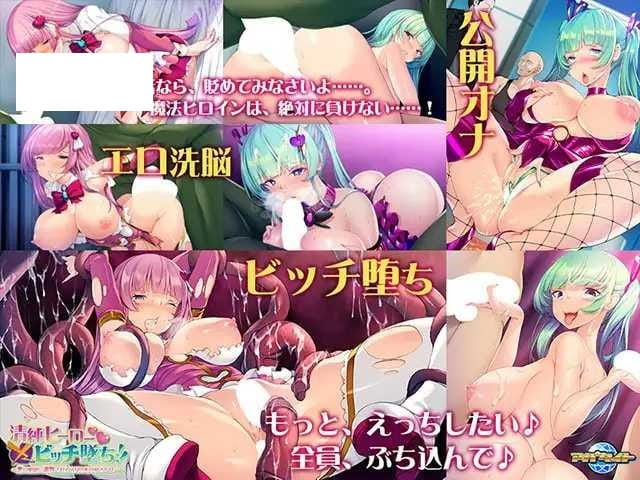 なら、貶めてみなさいよ……。
魔法ヒロインは、絶対に負けない……！
公開オナ
エロ洗脳
ビッチ堕ち
もっと、えっちしたい♪
全員、ぶち込んで♪
清純ヒーロー
ビッチ堕ち！